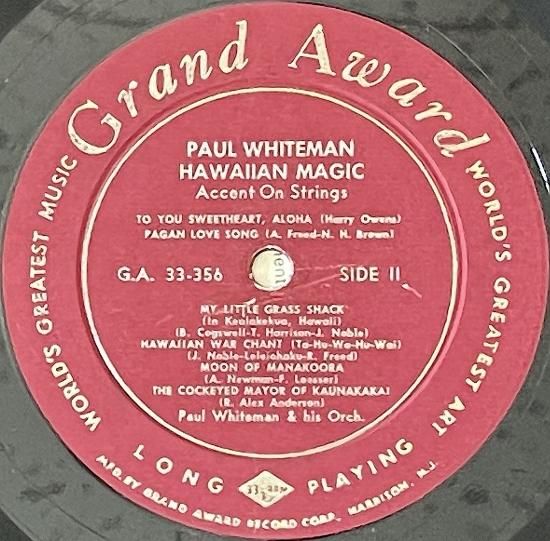 Grand Award
WORLD'S GREATEST MUSIC
WORLD'S GREATEST ART
PAUL WHITEMAN
HAWAIIAN MAGIC
Accent On Strings
TO YOU SWEETHEART, ALOHA (Harry Owens)
PAGAN LOVE SONG (A. Freed-N. H. Brown)
G.A. 33-356 SIDE II
MY LITTLE GRASS SHACK
(In Kealakekua, Hawaii)
(B. Cogswell-T. Harrison-J. Noble)
HAWAIIAN WAR CHANT (Ta-Hu-Wa-Hu-Wai)
(J. Noble-Leleiohaku-R. Freed)
MOON OF MANAKOORA
(A. Newman-F. Loesser)
THE COCKEYED MAYOR OF KAUNAKAKAI
(R. Alex Anderson)
Paul Whiteman & his Orch.
LONG PLAYING
MFD. BY GRAND AWARD RECORD CORP., HARRISON, N.J.